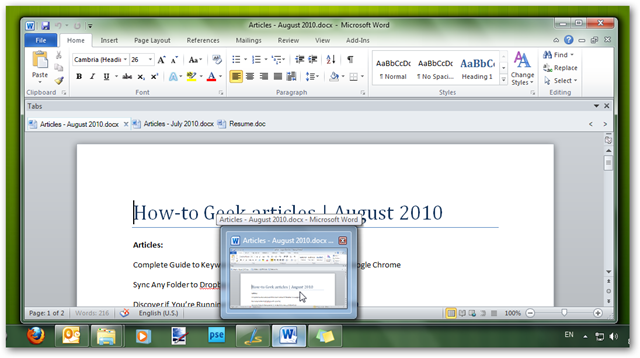 Articles - August 2010.docx - Microsoft Word
File Home Insert Page Layout References Mailings Review View Add-Ins
Cambria (Headi 26
AaBbCcDc AaBbCcDc AaBbC
Paste
¶ Normal ¶ No Spaci... Heading 1
Change Styles
Find
Replace
Select
Clipboard Font Paragraph Styles Editing
Tabs
Articles - August 2010.docx Articles - July 2010.docx Resume.doc
How-to Geek articles | August 2010
Articles - August 2010.docx - Microsoft Word
Articles:
Articles - August 2010.docx ...
Complete Guide to Keyw
gle Chrome
How-to Geek articles | August 2010
Sync Any Folder to Dropb
Discover if You're Running
Page: 1 of 2 Words: 216 English (U.S.) 100%
pse
EN